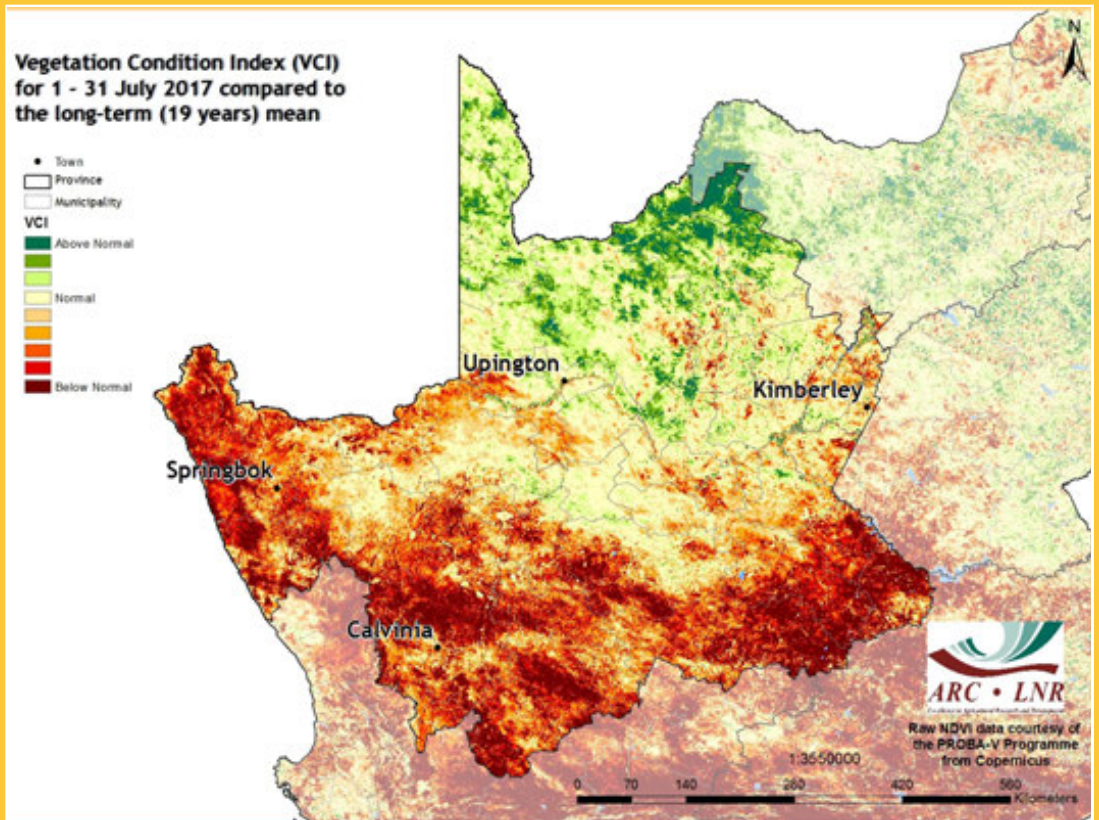 Vegetation Condition Index (VCI)
for 1 - 31 July 2017 compared to
the long-term (19 years) mean
Town
Province
Municipality
VCI
Above Normal
Normal
Below Normal
N
Upington
Kimberley
Springbok
Calvinia
ARC • LNR
Raw NDVI data courtesy of
the PROBA-V Programme
from Copernicus
1:3550000
0 70 140 280 420 560
Kilometers